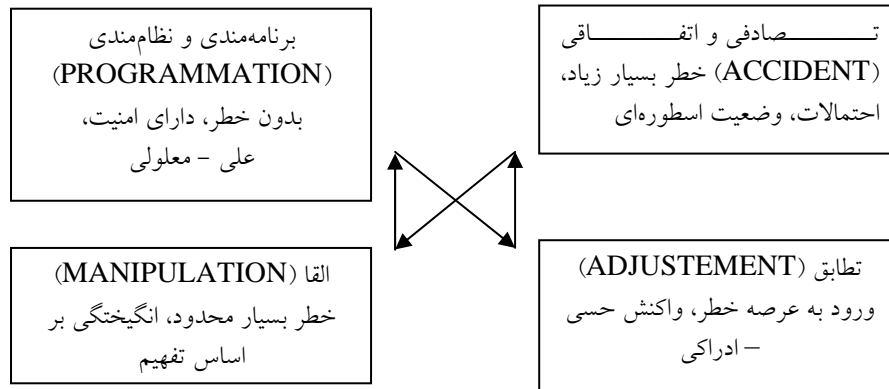 تصادفی و اتفاقی
(ACCIDENT) خطر بسیار زیاد،
احتمالات، وضعیت اسطوره‌ای
برنامه‌مندی و نظام‌مندی
(PROGRAMMATION)
بدون خطر، دارای امنیت،
علی – معلولی
تطابق (ADJUSTEMENT)
ورود به عرصه خطر، واکنش حسی
– ادراکی
القا (MANIPULATION)
خطر بسیار محدود، انگیختگی بر
اساس تفهیم